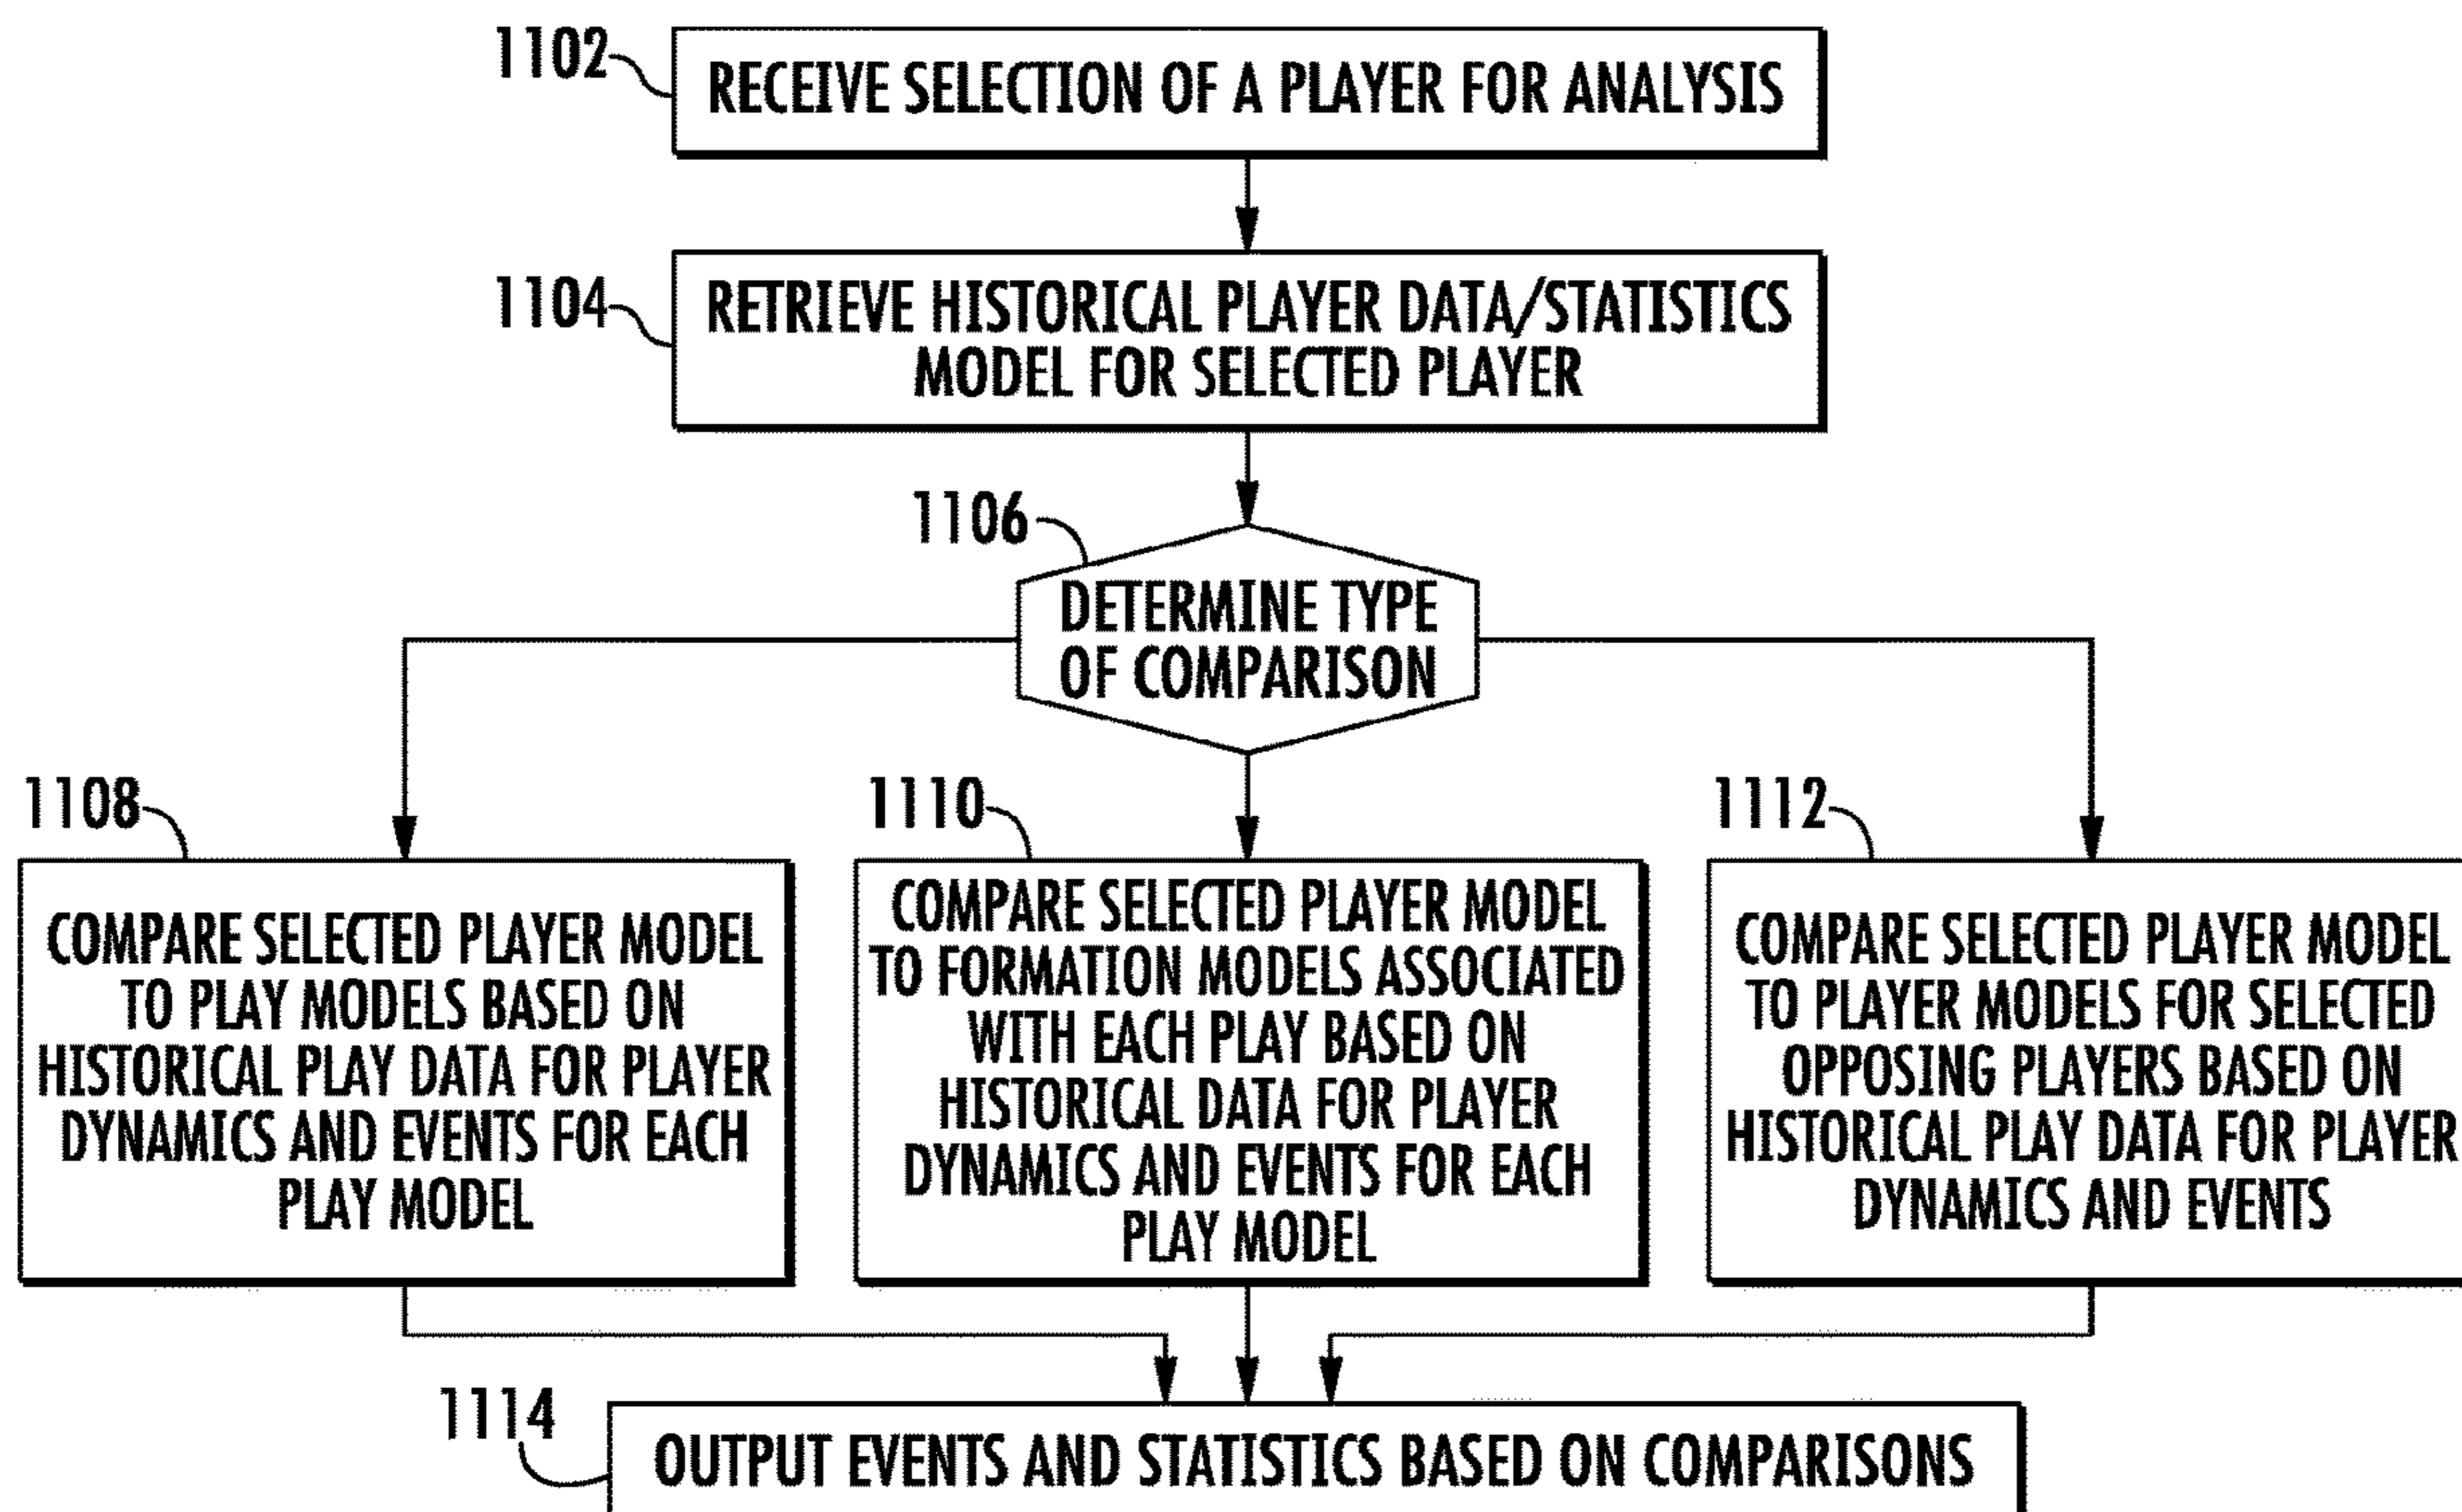 1102
RECEIVE SELECTION OF A PLAYER FOR ANALYSIS
1104
RETRIEVE HISTORICAL PLAYER DATA/STATISTICS
MODEL FOR SELECTED PLAYER
1106
DETERMINE TYPE
OF COMPARISON
1108
COMPARE SELECTED PLAYER MODEL
TO PLAY MODELS BASED ON
HISTORICAL PLAY DATA FOR PLAYER
DYNAMICS AND EVENTS FOR EACH
PLAY MODEL
1110
COMPARE SELECTED PLAYER MODEL
TO FORMATION MODELS ASSOCIATED
WITH EACH PLAY BASED ON
HISTORICAL DATA FOR PLAYER
DYNAMICS AND EVENTS FOR EACH
PLAY MODEL
1112
COMPARE SELECTED PLAYER MODEL
TO PLAYER MODELS FOR SELECTED
OPPOSING PLAYERS BASED ON
HISTORICAL PLAY DATA FOR PLAYER
DYNAMICS AND EVENTS
1114
OUTPUT EVENTS AND STATISTICS BASED ON COMPARISONS